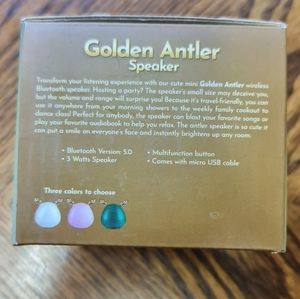 Golden Antler
Speaker
Transform your listening experience with our cute mini Golden Antler wireless
Bluetooth speaker. Hosting a party? The speaker's small size may deceive you,
but the volume and range will surprise you! Because it's travel-friendly, you can
use it anywhere from your morning showers to the weekly family cookout to
dance class! Perfect for anybody, the speaker can blast your favorite songs or
play your favorite audiobook to help you relax. The antler speaker is so cute it
can put a smile on everyone's face and instantly brightens up any room.
• Bluetooth Version: 5.0
• 3 Watts Speaker
• Multifunction button
• Comes with micro USB cable
Three colors to choose